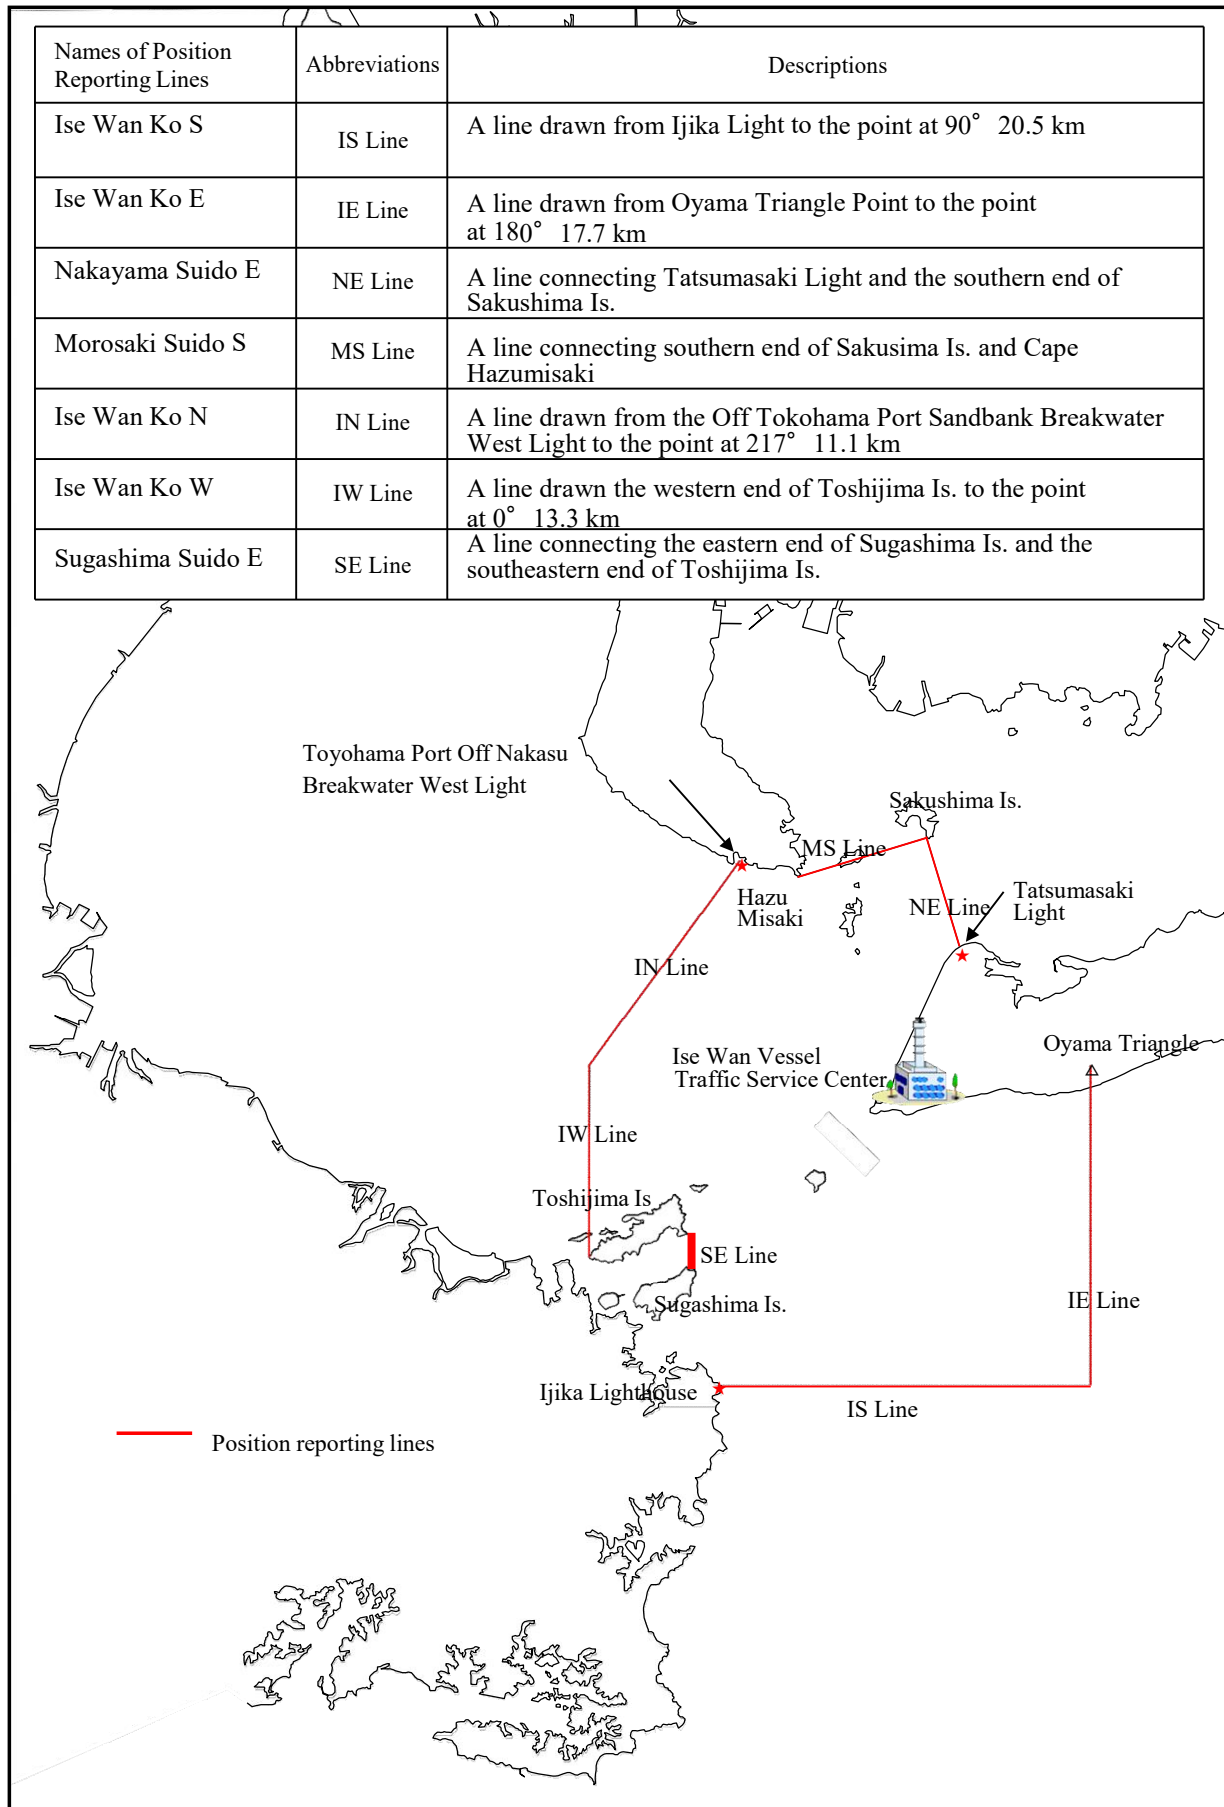 Names of Position
Reporting Lines
Abbreviations
Descriptions
Ise Wan Ko S
IS Line
A line drawn from Ijika Light to the point at 90° 20.5 km
Ise Wan Ko E
IE Line
A line drawn from Oyama Triangle Point to the point
at 180° 17.7 km
Nakayama Suido E
NE Line
A line connecting Tatsumasaki Light and the southern end of
Sakushima Is.
Morosaki Suido S
MS Line
A line connecting southern end of Sakusima Is. and Cape
Hazumisaki
Ise Wan Ko N
IN Line
A line drawn from the Off Tokohama Port Sandbank Breakwater
West Light to the point at 217° 11.1 km
Ise Wan Ko W
IW Line
A line drawn the western end of Toshijima Is. to the point
at 0° 13.3 km
Sugashima Suido E
SE Line
A line connecting the eastern end of Sugashima Is. and the
southeastern end of Toshijima Is.
Toyohama Port Off Nakasu
Breakwater West Light
Sakushima Is.
MS Line
Hazu
Misaki
NE Line
Tatsumasaki
Light
IN Line
Ise Wan Vessel
Traffic Service Center
Oyama Triangle
IW Line
Toshijima Is
SE Line
Sugashima Is.
IE Line
Ijika Lighthouse
IS Line
Position reporting lines